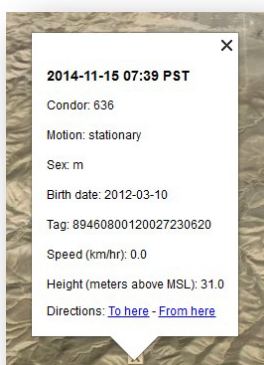 2014-11-15 07:39 PST
Condor: 636
Motion: stationary
Sex: m
Birth date: 2012-03-10
Tag: 89460800120027230620
Speed (km/hr): 0.0
Height (meters above MSL): 31.0
Directions: To here - From here